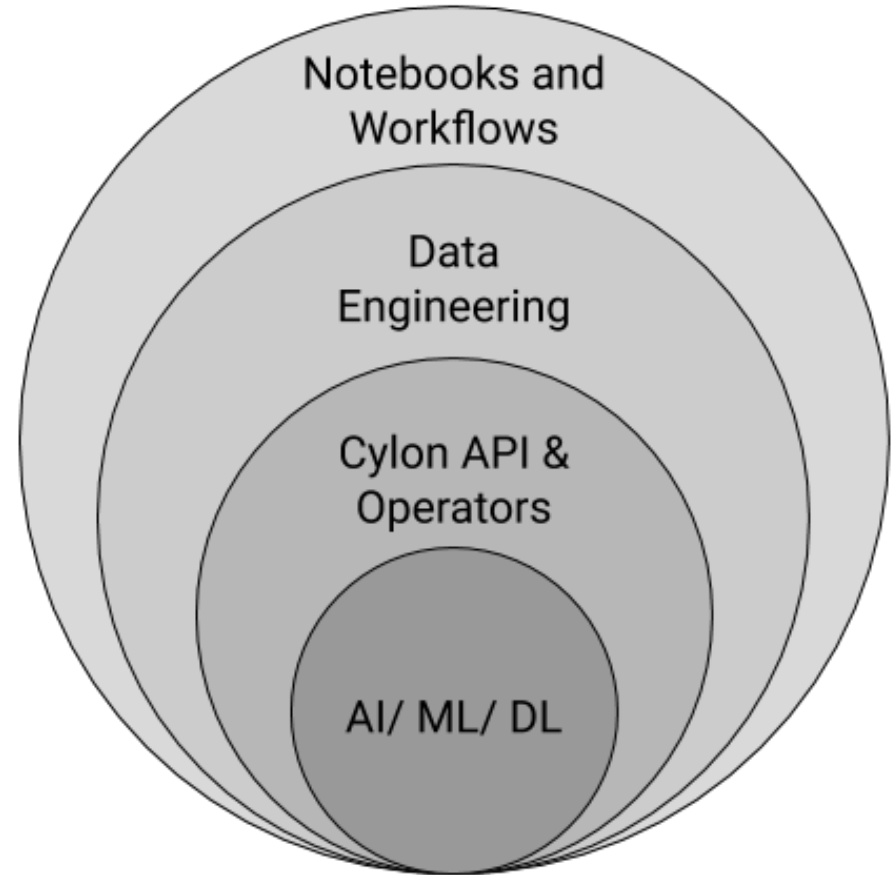 Notebooks and
Workflows
Data
Engineering
Cylon API &
Operators
AI/ ML/ DL